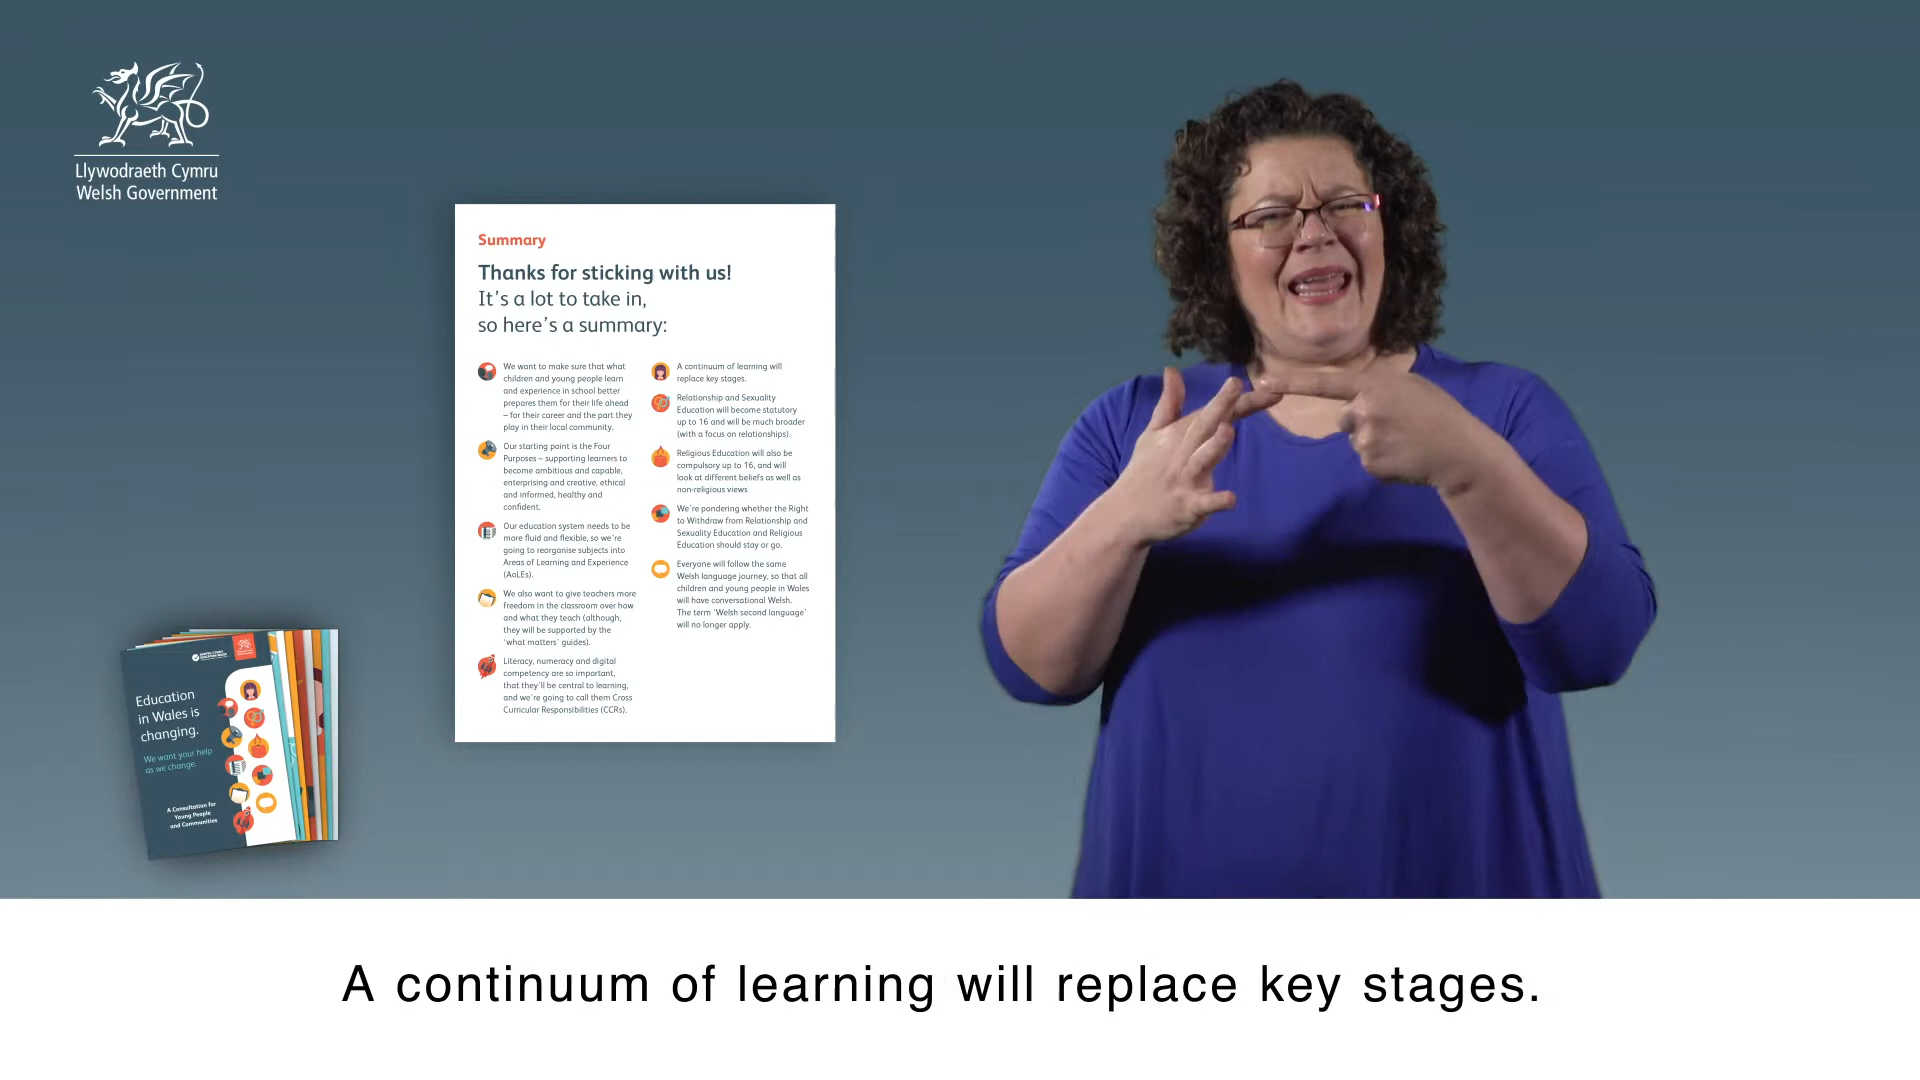 Llywodraeth Cymru
Welsh Government
Summary
Thanks for sticking with us!
It's a lot to take in,
so here's a summary:
We want to make sure that what
children and young people learn
and experience in school better
prepares them for their life ahead
– for their career and the part they
play in their local community.
Our starting point is the Four
Purposes – supporting learners to
become ambitious and capable,
enterprising and creative, ethical
and informed, healthy and
confident.
Our education system needs to be
more fluid and flexible, so we're
going to reorganise subjects into
Areas of Learning and Experience
(AoLEs).
We also want to give teachers more
freedom in the classroom over how
and what they teach (although,
they will be supported by the
'what matters' guides).
Literacy, numeracy and digital
competency are so important,
that they'll be central to learning,
and we're going to call them Cross
Curricular Responsibilities (CCRs).
A continuum of learning will
replace key stages.
Relationship and Sexuality
Education will become statutory
up to 16 and will be much broader
(with a focus on relationships).
Religious Education will also be
compulsory up to 16, and will
look at different beliefs as well as
non-religious views
We're pondering whether the Right
to Withdraw from Relationship and
Sexuality Education and Religious
Education should stay or go.
Everyone will follow the same
Welsh language journey, so that all
children and young people in Wales
will have conversational Welsh.
The term 'Welsh second language'
will no longer apply.
Education
in Wales is
changing.
We want your help
as we change.
A Consultation for
Young People
and Communities
A continuum of learning will replace key stages.